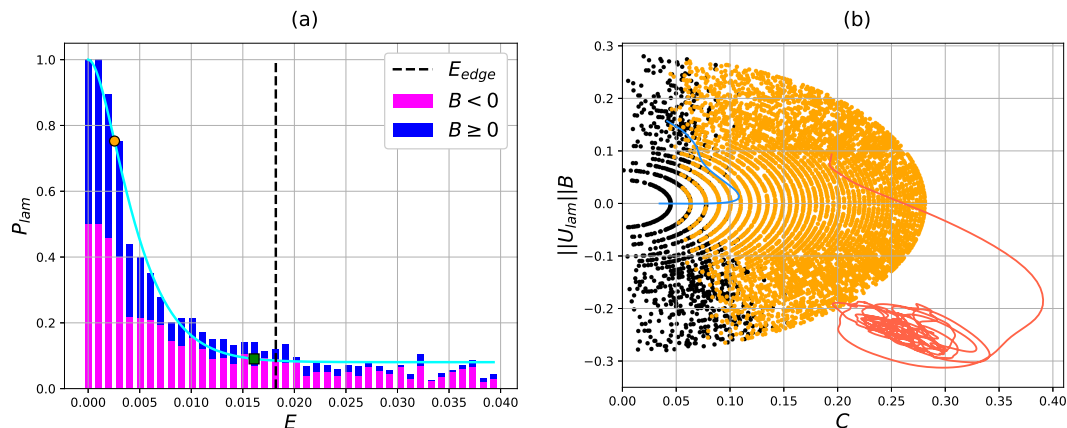 (a)
P_lam
1.0
0.8
0.6
0.4
0.2
0.0
E_edge
B < 0
B ≥ 0
0.000 0.005 0.010 0.015 0.020 0.025 0.030 0.035 0.040
E
(b)
||U_lam||B
0.3
0.2
0.1
0.0
−0.1
−0.2
−0.3
0.00 0.05 0.10 0.15 0.20 0.25 0.30 0.35 0.40
C